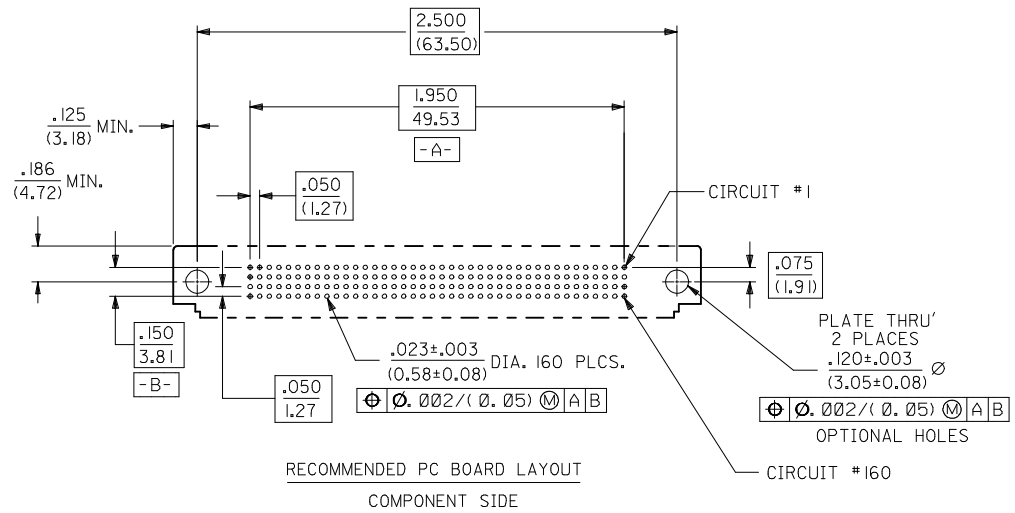 2.500
(63.50)
1.950
49.53
-A-
.125
(3.18) MIN.
.186
(4.72) MIN.
.050
(1.27)
CIRCUIT #1
.075
(1.91)
.150
3.81
-B-
.050
1.27
.023±.003
(0.58±0.08) DIA. 160 PLCS.
⌖ Ø.002/(0.05) Ⓜ A B
PLATE THRU'
2 PLACES
.120±.003
(3.05±0.08) Ø
⌖ Ø.002/(0.05) Ⓜ A B
OPTIONAL HOLES
CIRCUIT #160
RECOMMENDED PC BOARD LAYOUT
COMPONENT SIDE